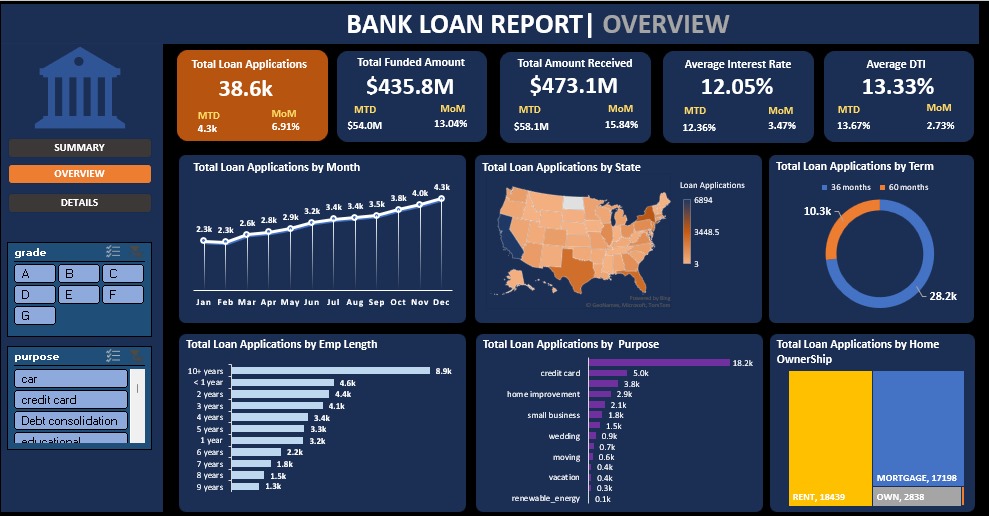 BANK LOAN REPORT| OVERVIEW
SUMMARY
OVERVIEW
DETAILS
grade
A B C
D E F
G
purpose
car
credit card
Debt consolidation
educational
Total Loan Applications
38.6k
MTD MoM
4.3k 6.91%
Total Funded Amount
$435.8M
MTD MoM
$54.0M 13.04%
Total Amount Received
$473.1M
MTD MoM
$58.1M 15.84%
Average Interest Rate
12.05%
MTD MoM
12.36% 3.47%
Average DTI
13.33%
MTD MoM
13.67% 2.73%
Total Loan Applications by Month
2.3k 2.3k 2.6k 2.8k 2.9k 3.2k 3.4k 3.4k 3.5k 3.8k 4.0k 4.3k
Jan Feb Mar Apr May Jun Jul Aug Sep Oct Nov Dec
Total Loan Applications by State
Loan Applications
6894
3448.5
3
Powered by Bing
© GeoNames, Microsoft, TomTom
Total Loan Applications by Term
36 months 60 months
10.3k
28.2k
Total Loan Applications by Emp Length
10+ years 8.9k
< 1 year 4.6k
2 years 4.4k
3 years 4.1k
4 years 3.4k
5 years 3.3k
1 year 3.2k
6 years 2.2k
7 years 1.8k
8 years 1.5k
9 years 1.3k
Total Loan Applications by Purpose
18.2k
credit card 5.0k
3.8k
home improvement 2.9k
2.1k
small business 1.8k
1.5k
wedding 0.9k
0.7k
moving 0.6k
0.4k
vacation 0.4k
0.3k
renewable_energy 0.1k
Total Loan Applications by Home
OwnerShip
RENT, 18439
MORTGAGE, 17198
OWN, 2838